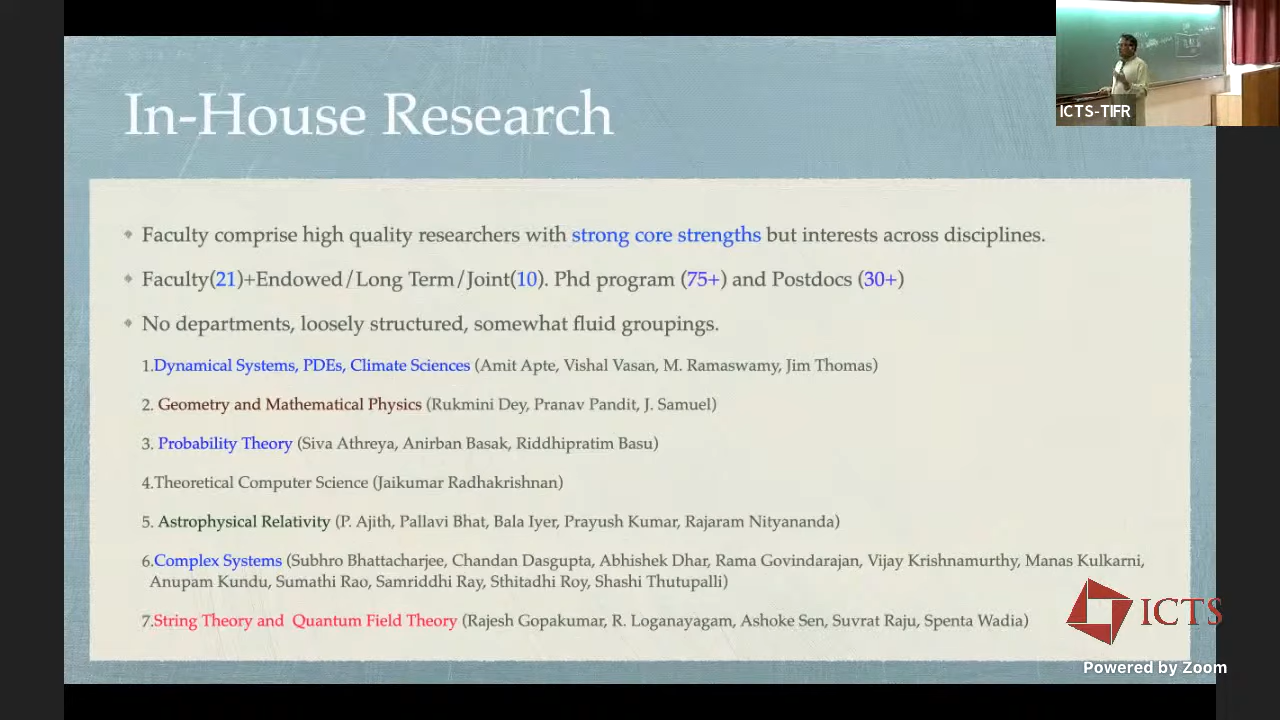 In-House Research
ICTS-TIFR
Faculty comprise high quality researchers with strong core strengths but interests across disciplines.
Faculty(21)+Endowed/Long Term/Joint(10). Phd program (75+) and Postdocs (30+)
No departments, loosely structured, somewhat fluid groupings.
1.Dynamical Systems, PDEs, Climate Sciences (Amit Apte, Vishal Vasan, M. Ramaswamy, Jim Thomas)
2. Geometry and Mathematical Physics (Rukmini Dey, Pranav Pandit, J. Samuel)
3. Probability Theory (Siva Athreya, Anirban Basak, Riddhipratim Basu)
4.Theoretical Computer Science (Jaikumar Radhakrishnan)
5. Astrophysical Relativity (P. Ajith, Pallavi Bhat, Bala Iyer, Prayush Kumar, Rajaram Nityananda)
6.Complex Systems (Subhro Bhattacharjee, Chandan Dasgupta, Abhishek Dhar, Rama Govindarajan, Vijay Krishnamurthy, Manas Kulkarni,
Anupam Kundu, Sumathi Rao, Samriddhi Ray, Sthitadhi Roy, Shashi Thutupalli)
7.String Theory and Quantum Field Theory (Rajesh Gopakumar, R. Loganayagam, Ashoke Sen, Suvrat Raju, Spenta Wadia)
ICTS
Powered by Zoom